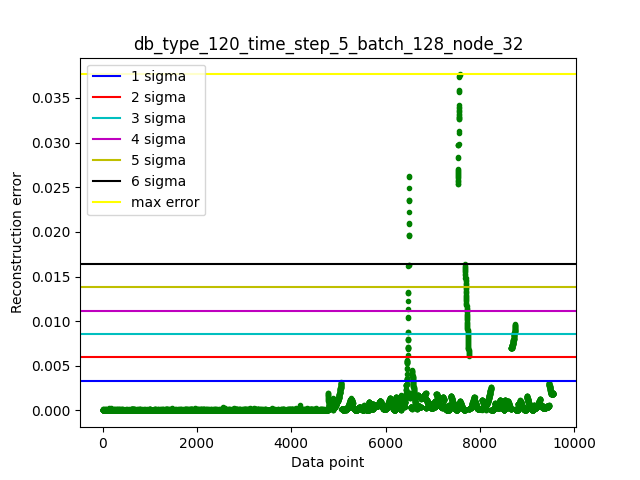 db_type_120_time_step_5_batch_128_node_32
1 sigma
2 sigma
3 sigma
4 sigma
5 sigma
6 sigma
max error
0.035
0.030
0.025
0.020
0.015
0.010
0.005
0.000
Reconstruction error
0
2000
4000
6000
8000
10000
Data point